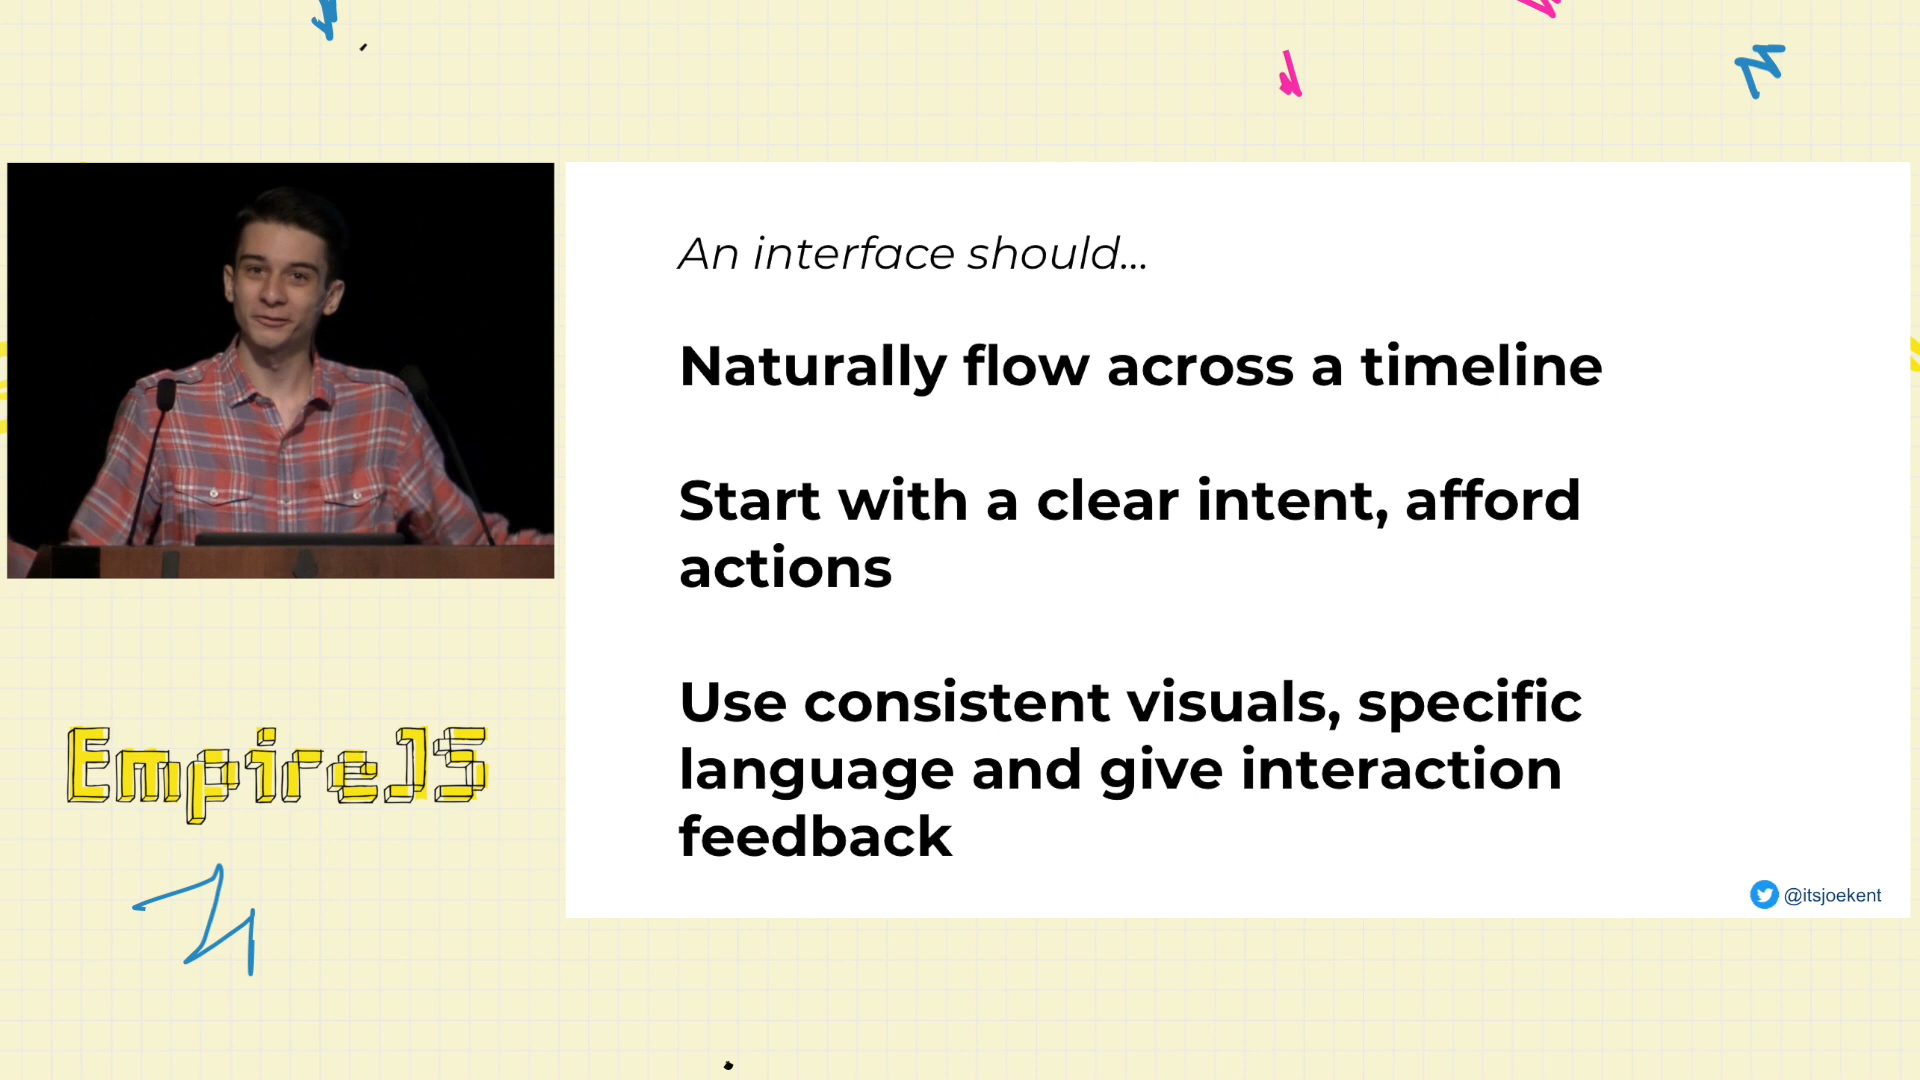 An interface should...
Naturally flow across a timeline
Start with a clear intent, afford
actions
Use consistent visuals, specific
language and give interaction
feedback
@itsjoekent
EmpireJS